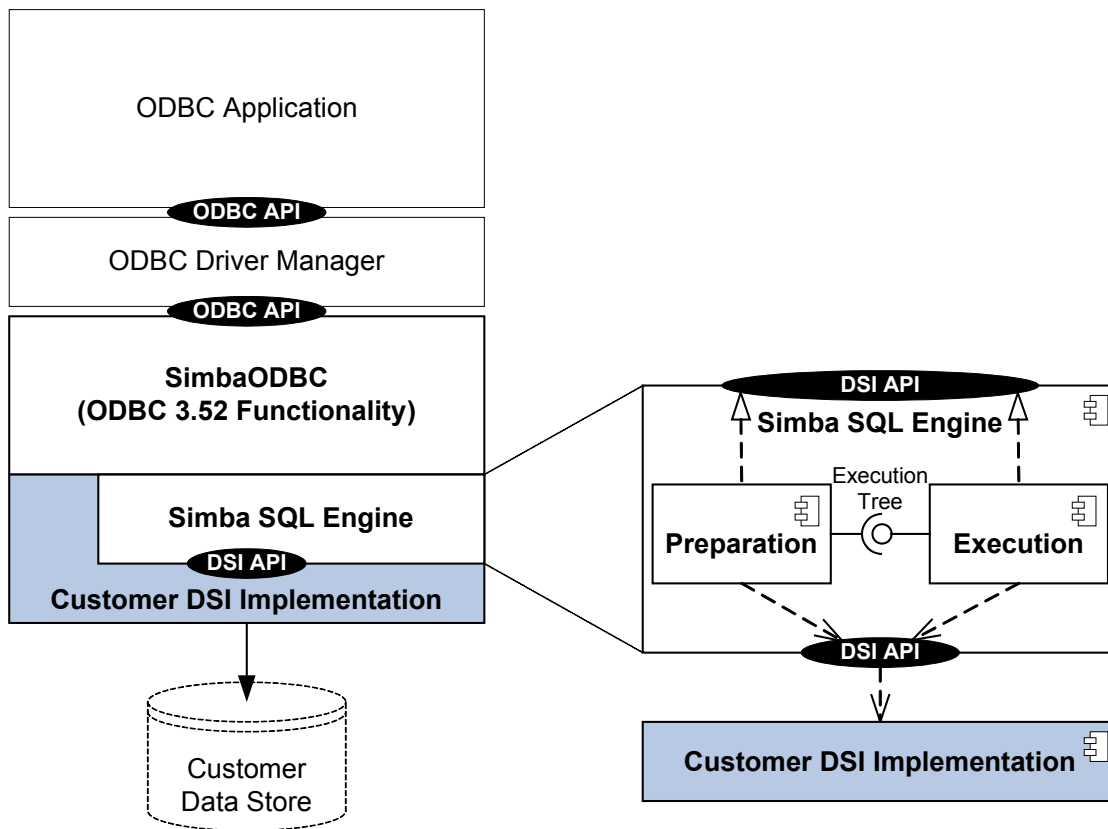 ODBC Application
ODBC API
ODBC Driver Manager
ODBC API
SimbaODBC
(ODBC 3.52 Functionality)
Simba SQL Engine
DSI API
Customer DSI Implementation
Customer
Data Store
DSI API
Simba SQL Engine
Execution
Tree
Preparation
Execution
DSI API
Customer DSI Implementation